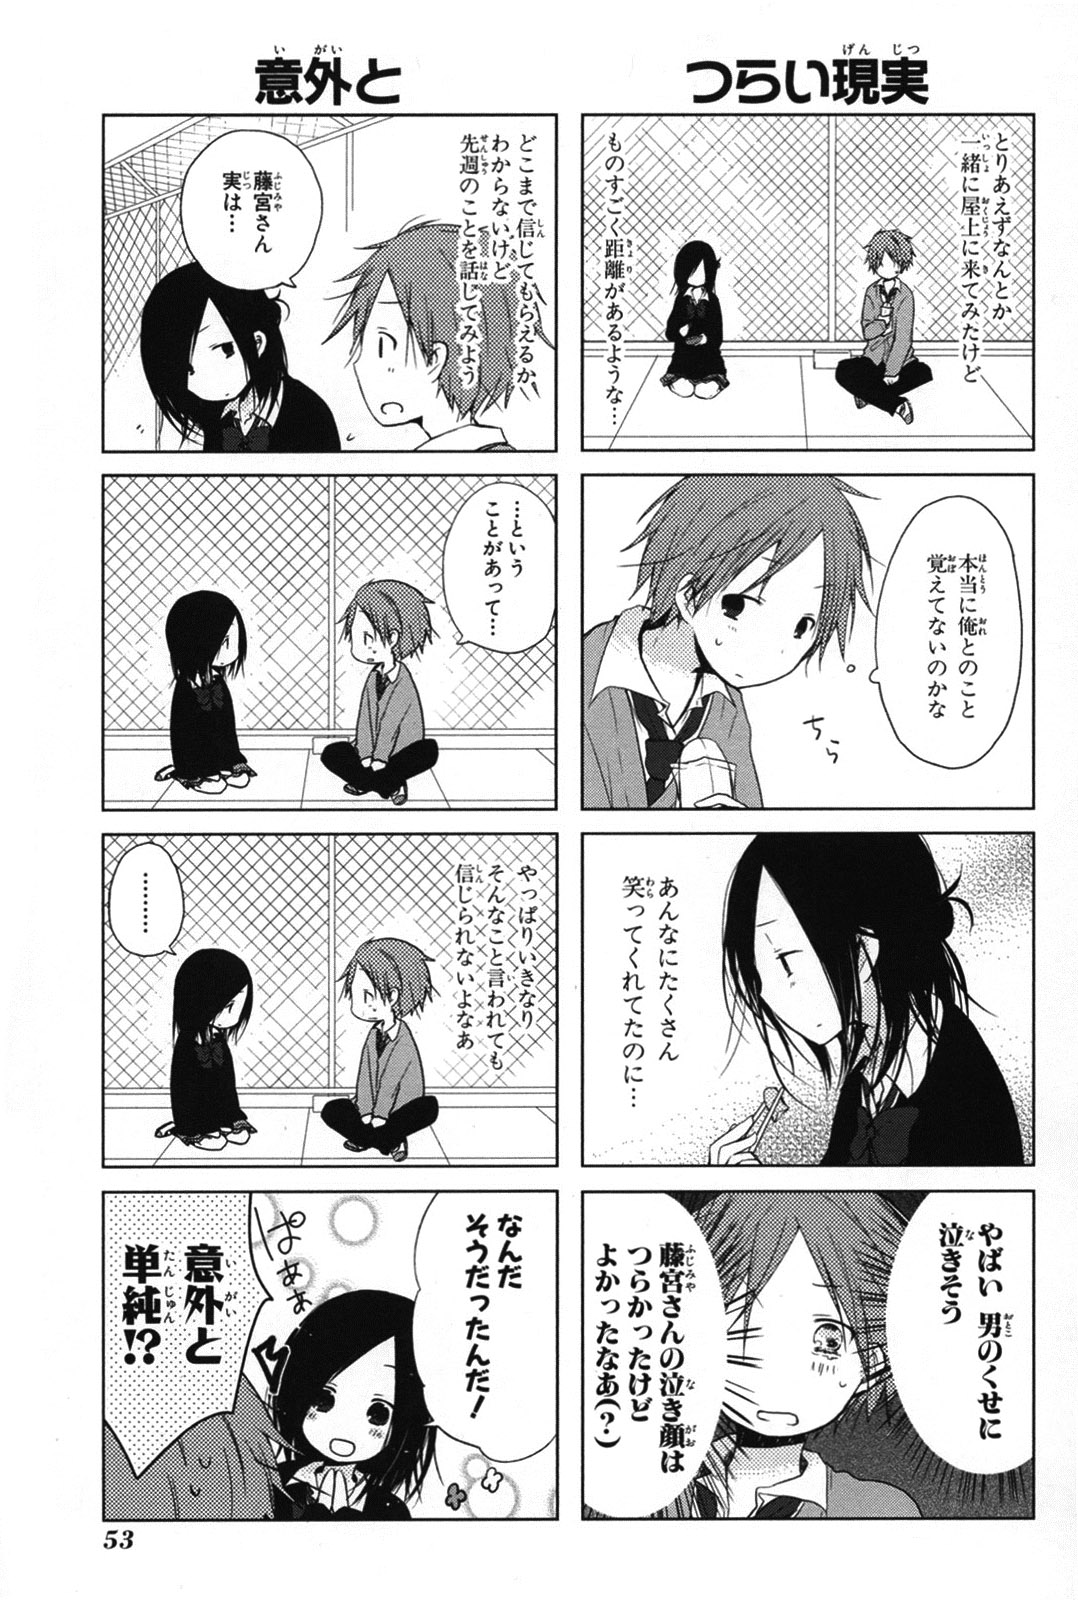 つらい現実
とりあえずなんとか
一緒に屋上に来てみたけど
ものすごく距離があるような…
本当に俺とのこと
覚えてないのかな
ちら
あんなにたくさん
笑ってくれてたのに…
やばい 男のくせに
泣きそう
藤宮さんの泣き顔は
つらかったけど
よかったなあ(?)
意外と
どこまで信じてもらえるか
わからないけど
先週のことを話してみよう
藤宮さん
実は…
…という
ことがあって…
やっぱりいきなり
そんなこと言われても
信じられないよなあ
………
なんだ
そうだったんだ!
ぱあぁ
意外と
単純!?
53